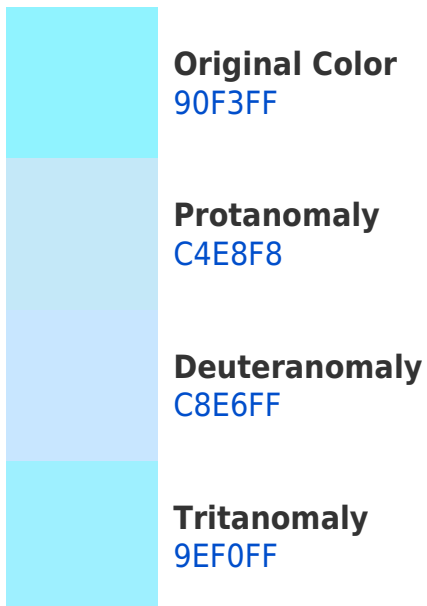 Original Color
90F3FF
Protanomaly
C4E8F8
Deuteranomaly
C8E6FF
Tritanomaly
9EF0FF